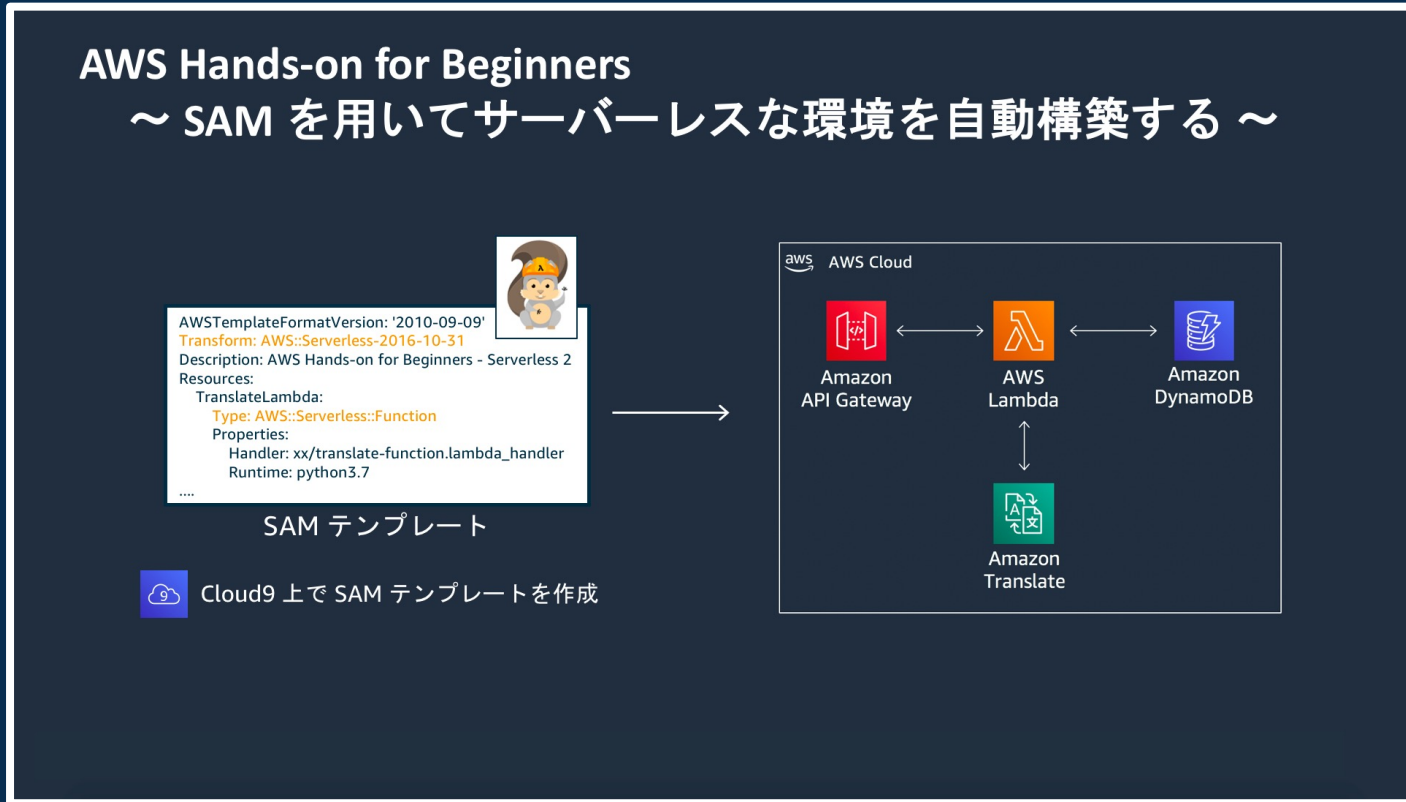 AWS Hands-on for Beginners
〜 SAM を用いてサーバーレスな環境を自動構築する 〜
AWSTemplateFormatVersion: '2010-09-09'
Transform: AWS::Serverless-2016-10-31
Description: AWS Hands-on for Beginners - Serverless 2
Resources:
TranslateLambda:
Type: AWS::Serverless::Function
Properties:
Handler: xx/translate-function.lambda_handler
Runtime: python3.7
....
SAM テンプレート
9
Cloud9 上で SAM テンプレートを作成
aws
AWS Cloud
Amazon
API Gateway
AWS
Lambda
Amazon
DynamoDB
Amazon
Translate